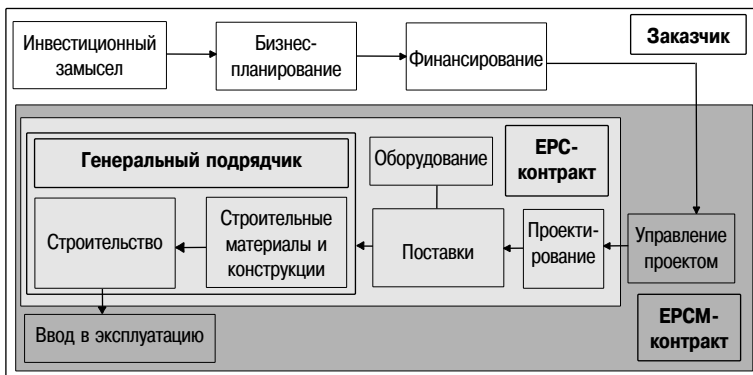 Инвестиционный
замысел
Бизнес-
планирование
Финансирование
Заказчик
Генеральный подрядчик
Оборудование
EPC-
контракт
Строительство
Строительные
материалы и
конструкции
Поставки
Проекти-
рование
Управление
проектом
Ввод в эксплуатацию
EPCM-
контракт